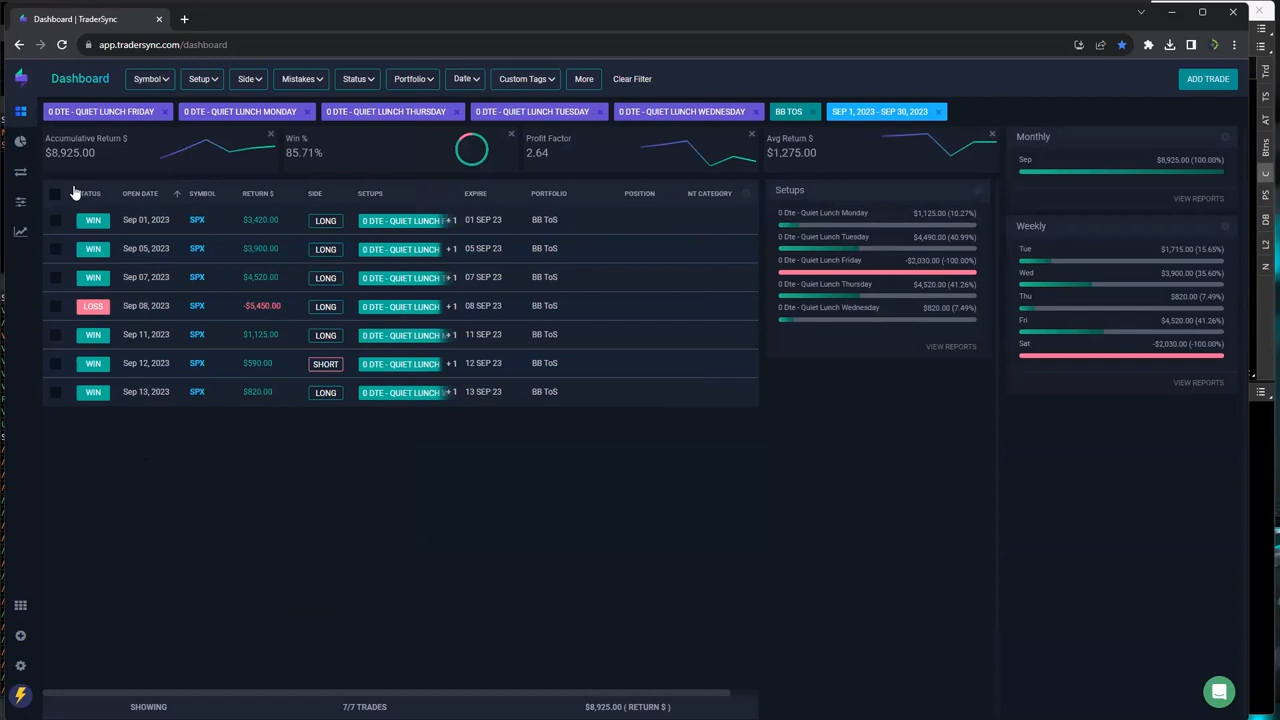 Dashboard | TraderSync
app.tradersync.com/dashboard
Dashboard Symbol Setup Side Mistakes Status Portfolio Date Custom Tags More Clear Filter ADD TRADE
0 DTE - QUIET LUNCH FRIDAY 0 DTE - QUIET LUNCH MONDAY 0 DTE - QUIET LUNCH THURSDAY 0 DTE - QUIET LUNCH TUESDAY 0 DTE - QUIET LUNCH WEDNESDAY BB TOS SEP 1, 2023 - SEP 30, 2023
Accumulative Return $
$8,925.00
Win %
85.71%
Profit Factor
2.64
Avg Return $
$1,275.00
STATUS OPEN DATE SYMBOL RETURN $ SIDE SETUPS EXPIRE PORTFOLIO POSITION NT CATEGORY
WIN Sep 01, 2023 SPX $3,420.00 LONG 0 DTE - QUIET LUNCH + 1 01 SEP 23 BB ToS
WIN Sep 05, 2023 SPX $3,900.00 LONG 0 DTE - QUIET LUNCH + 1 05 SEP 23 BB ToS
WIN Sep 07, 2023 SPX $4,520.00 LONG 0 DTE - QUIET LUNCH + 1 07 SEP 23 BB ToS
LOSS Sep 08, 2023 SPX -$5,450.00 LONG 0 DTE - QUIET LUNCH + 1 08 SEP 23 BB ToS
WIN Sep 11, 2023 SPX $1,125.00 LONG 0 DTE - QUIET LUNCH + 1 11 SEP 23 BB ToS
WIN Sep 12, 2023 SPX $590.00 SHORT 0 DTE - QUIET LUNCH + 1 12 SEP 23 BB ToS
WIN Sep 13, 2023 SPX $820.00 LONG 0 DTE - QUIET LUNCH + 1 13 SEP 23 BB ToS
SHOWING 7/7 TRADES $8,925.00 ( RETURN $ )
Setups
0 Dte - Quiet Lunch Monday $1,125.00 (10.27%)
0 Dte - Quiet Lunch Tuesday $4,490.00 (40.99%)
0 Dte - Quiet Lunch Friday -$2,030.00 (-100.00%)
0 Dte - Quiet Lunch Thursday $4,520.00 (41.26%)
0 Dte - Quiet Lunch Wednesday $820.00 (7.49%)
VIEW REPORTS
Monthly
Sep $8,925.00 (100.00%)
VIEW REPORTS
Weekly
Tue $1,715.00 (15.65%)
Wed $3,900.00 (35.60%)
Thu $820.00 (7.49%)
Fri $4,520.00 (41.26%)
Sat -$2,030.00 (-100.00%)
VIEW REPORTS
Trd
TS
AT
Btns
C
PS
DB
L2
N